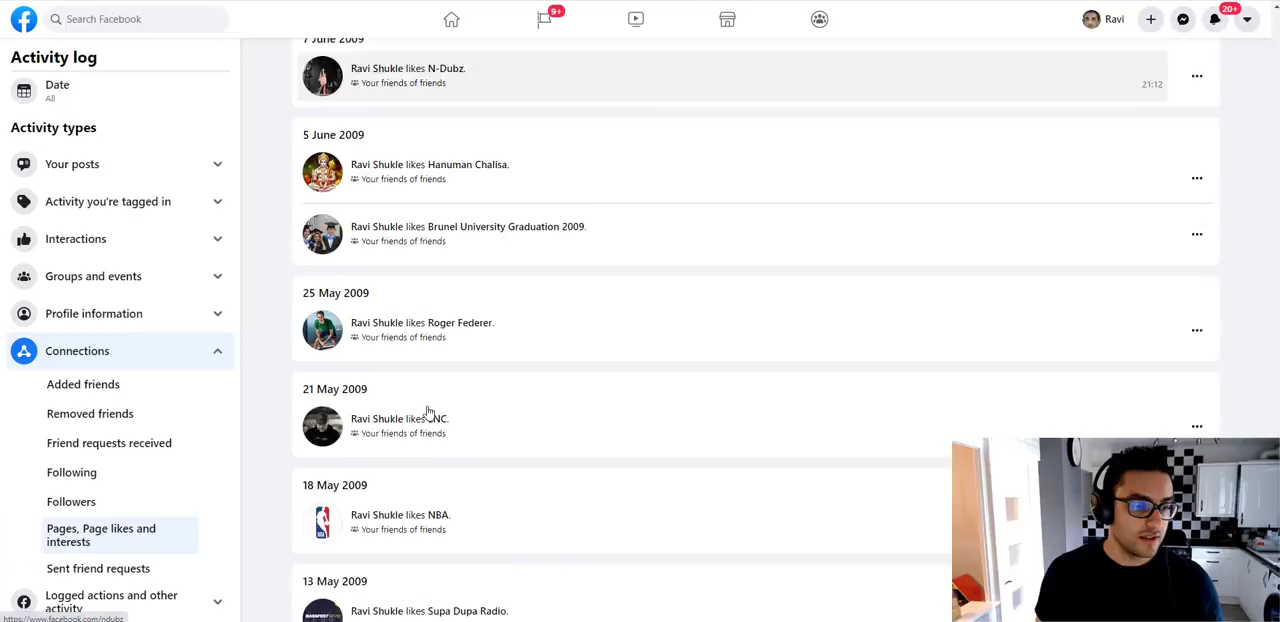 Search Facebook
9+
Ravi
20+
Activity log
Date
All
Activity types
Your posts
Activity you're tagged in
Interactions
Groups and events
Profile information
Connections
Added friends
Removed friends
Friend requests received
Following
Followers
Pages, Page likes and
interests
Sent friend requests
Logged actions and other
activity
https://www.facebook.com/ndubz
7 June 2009
Ravi Shukle likes N-Dubz.
Your friends of friends
21:12
5 June 2009
Ravi Shukle likes Hanuman Chalisa.
Your friends of friends
Ravi Shukle likes Brunel University Graduation 2009.
Your friends of friends
25 May 2009
Ravi Shukle likes Roger Federer.
Your friends of friends
21 May 2009
Ravi Shukle likes
Your friends of friends
18 May 2009
Ravi Shukle likes NBA.
Your friends of friends
13 May 2009
Ravi Shukle likes Supa Dupa Radio.